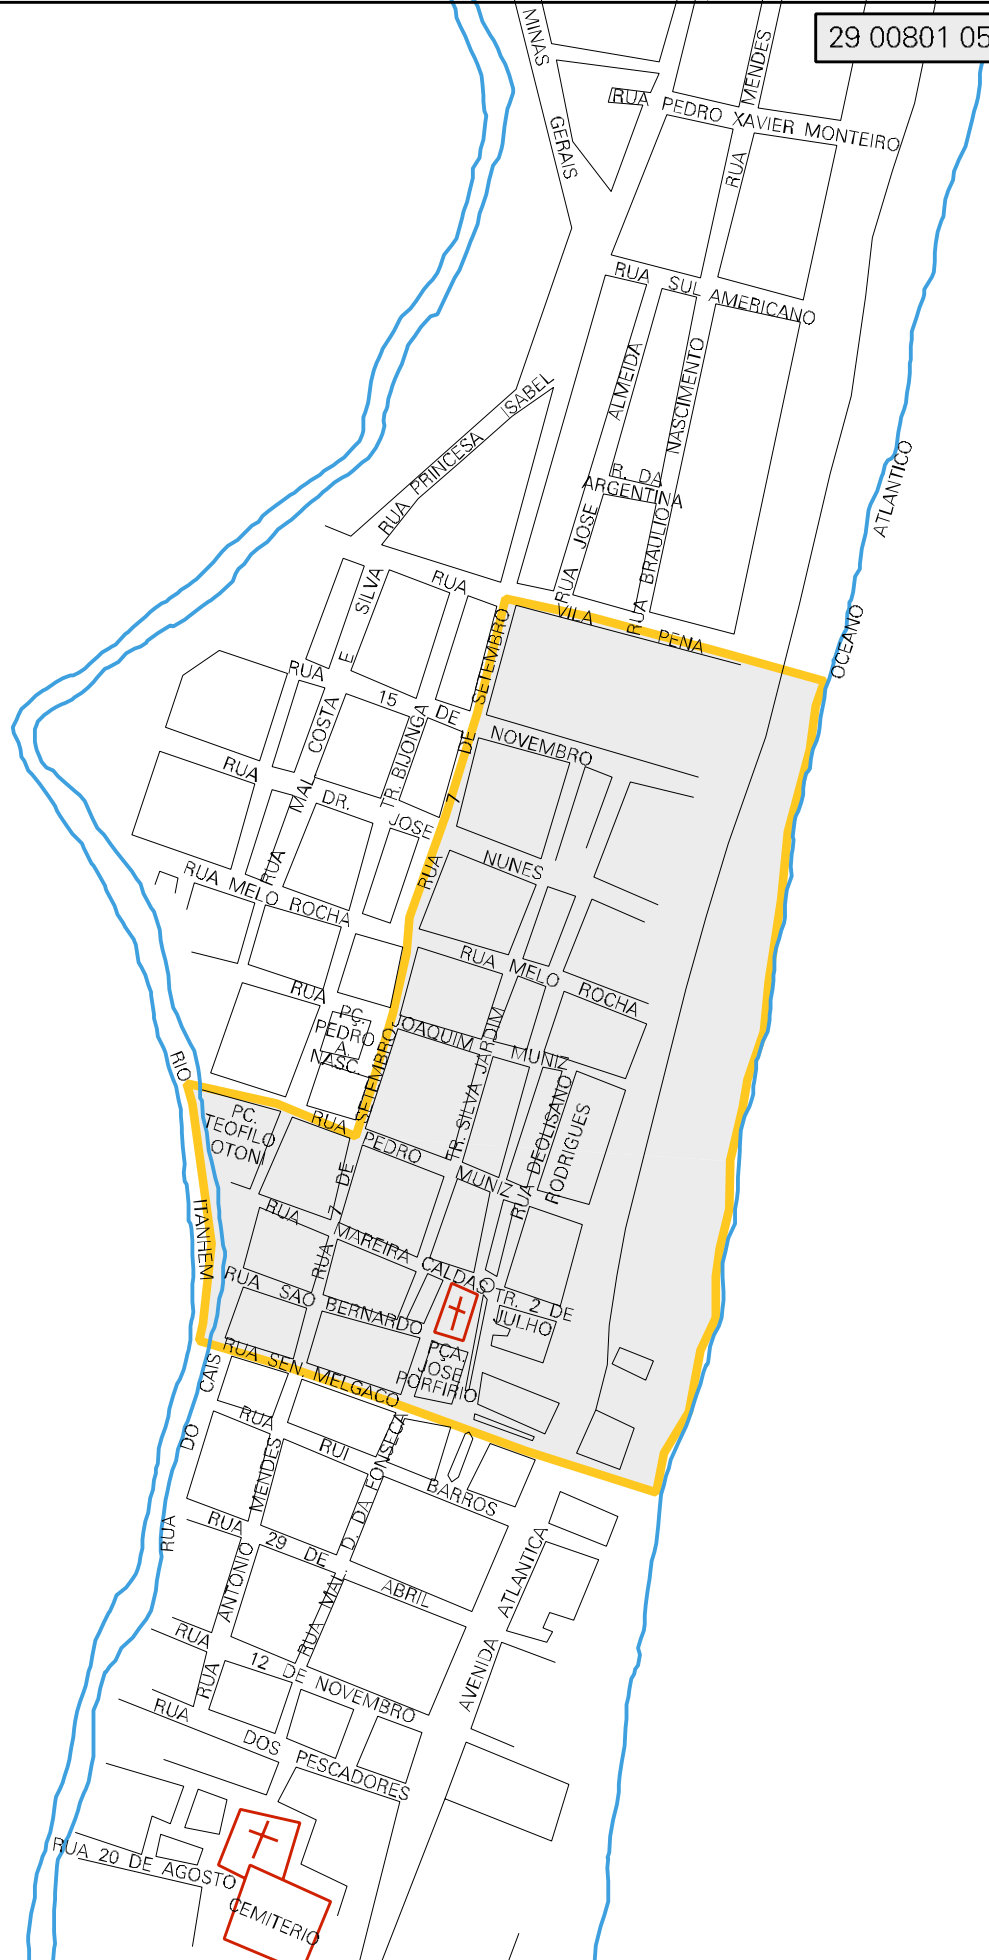 29 00801 05
MINAS GERAIS
RUA PEDRO XAVIER MONTEIRO
RUA MENDES
RUA SUL AMERICANO
RUA PRINCESA ISABEL
RUA JOSE ALMEIDA
RUA BRAULIO NASCIMENTO
R. DA
ARGENTINA
ATLANTICO
OCEANO
RUA VILA PENA
SILVA
E
COSTA
MAL
RUA
RUA 15 DE NOVEMBRO
TR. BIJONGA
RUA 7 DE SETEMBRO
RUA DR. JOSE NUNES
RUA MELO ROCHA
RUA MELO ROCHA
RUA JOAQUIM MUNIZ
PÇ.
PEDRO
A.
NASC.
SETEMBRO
7 DE
RUA
TR. SILVA JARDIM
RUA DEOLISANO
RODRIGUES
RIO
ITANHEM
PC.
TEOFILO
OTONI
RUA PEDRO MUNIZ
RUA MAREIRA CALDAS
TR. 2 DE
JULHO
RUA SAO BERNARDO
PÇA.
JOSE
PORFIRIO
RUA SEN MELGACO
RUA DO CAIS
RUA RUI BARROS
RUA ANTONIO MENDES
RUA MAL. D. DA FONSECA
RUA 29 DE ABRIL
AVENIDA ATLANTICA
RUA 12 DE NOVEMBRO
RUA DOS PESCADORES
RUA 20 DE AGOSTO
CEMITERIO